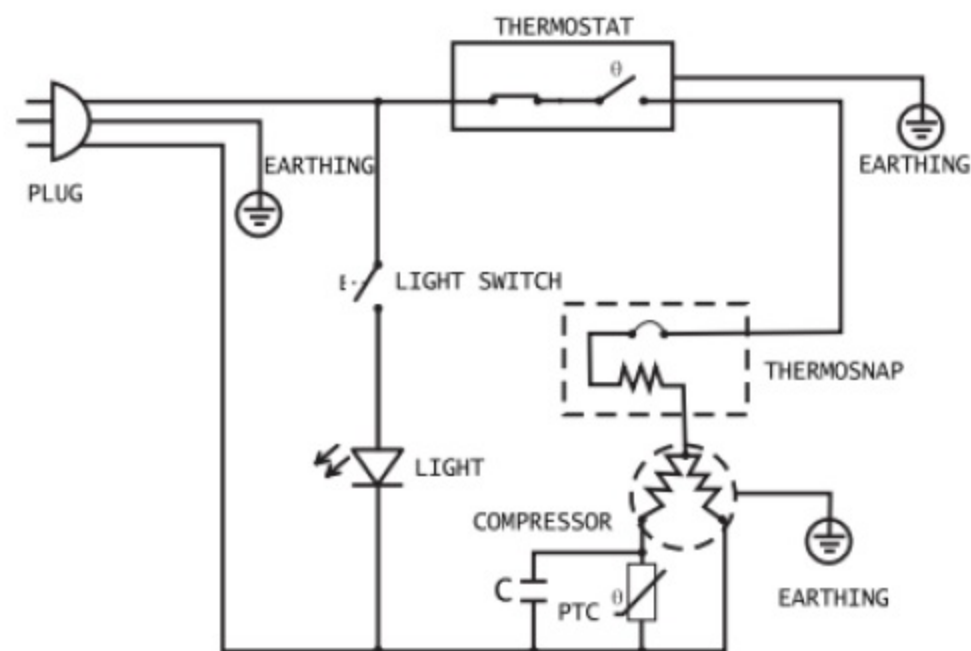 THERMOSTAT
θ
EARTHING
EARTHING
PLUG
LIGHT SWITCH
THERMOSNAP
LIGHT
COMPRESSOR
C
PTC
θ
EARTHING